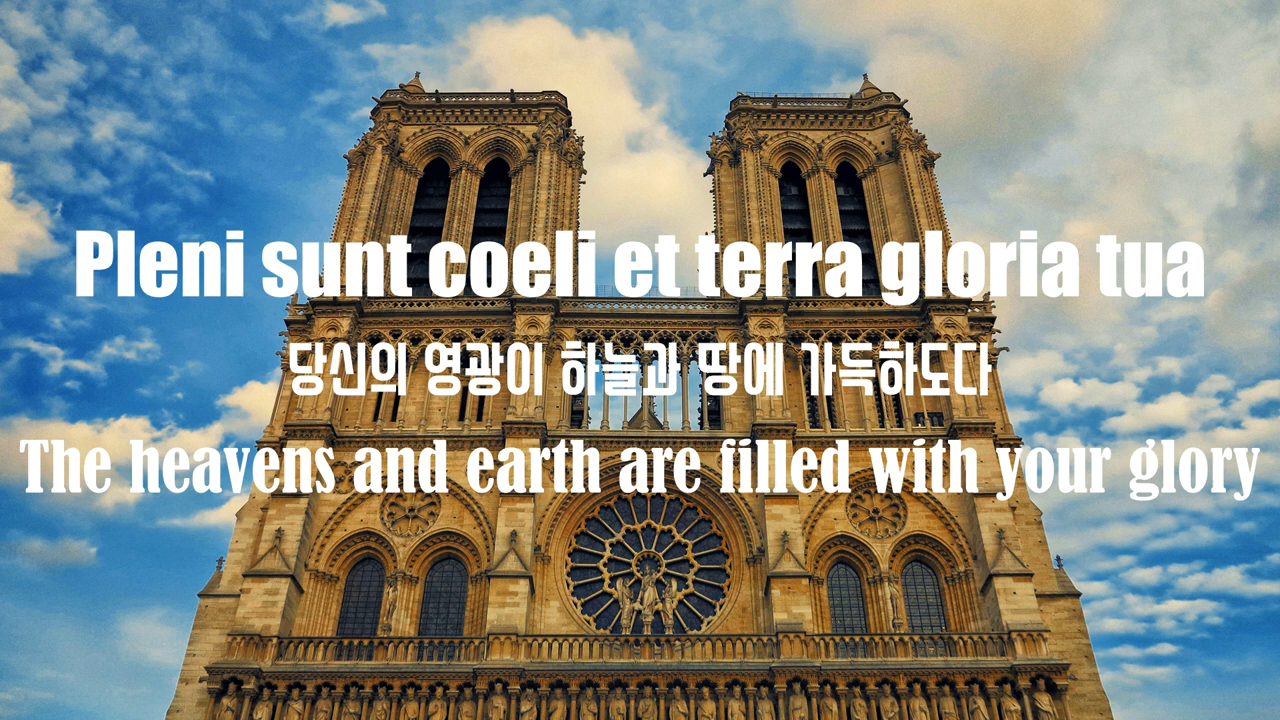 Pleni sunt coeli et terra gloria tua
당신의 영광이 하늘과 땅에 가득하도다
The heavens and earth are filled with your glory